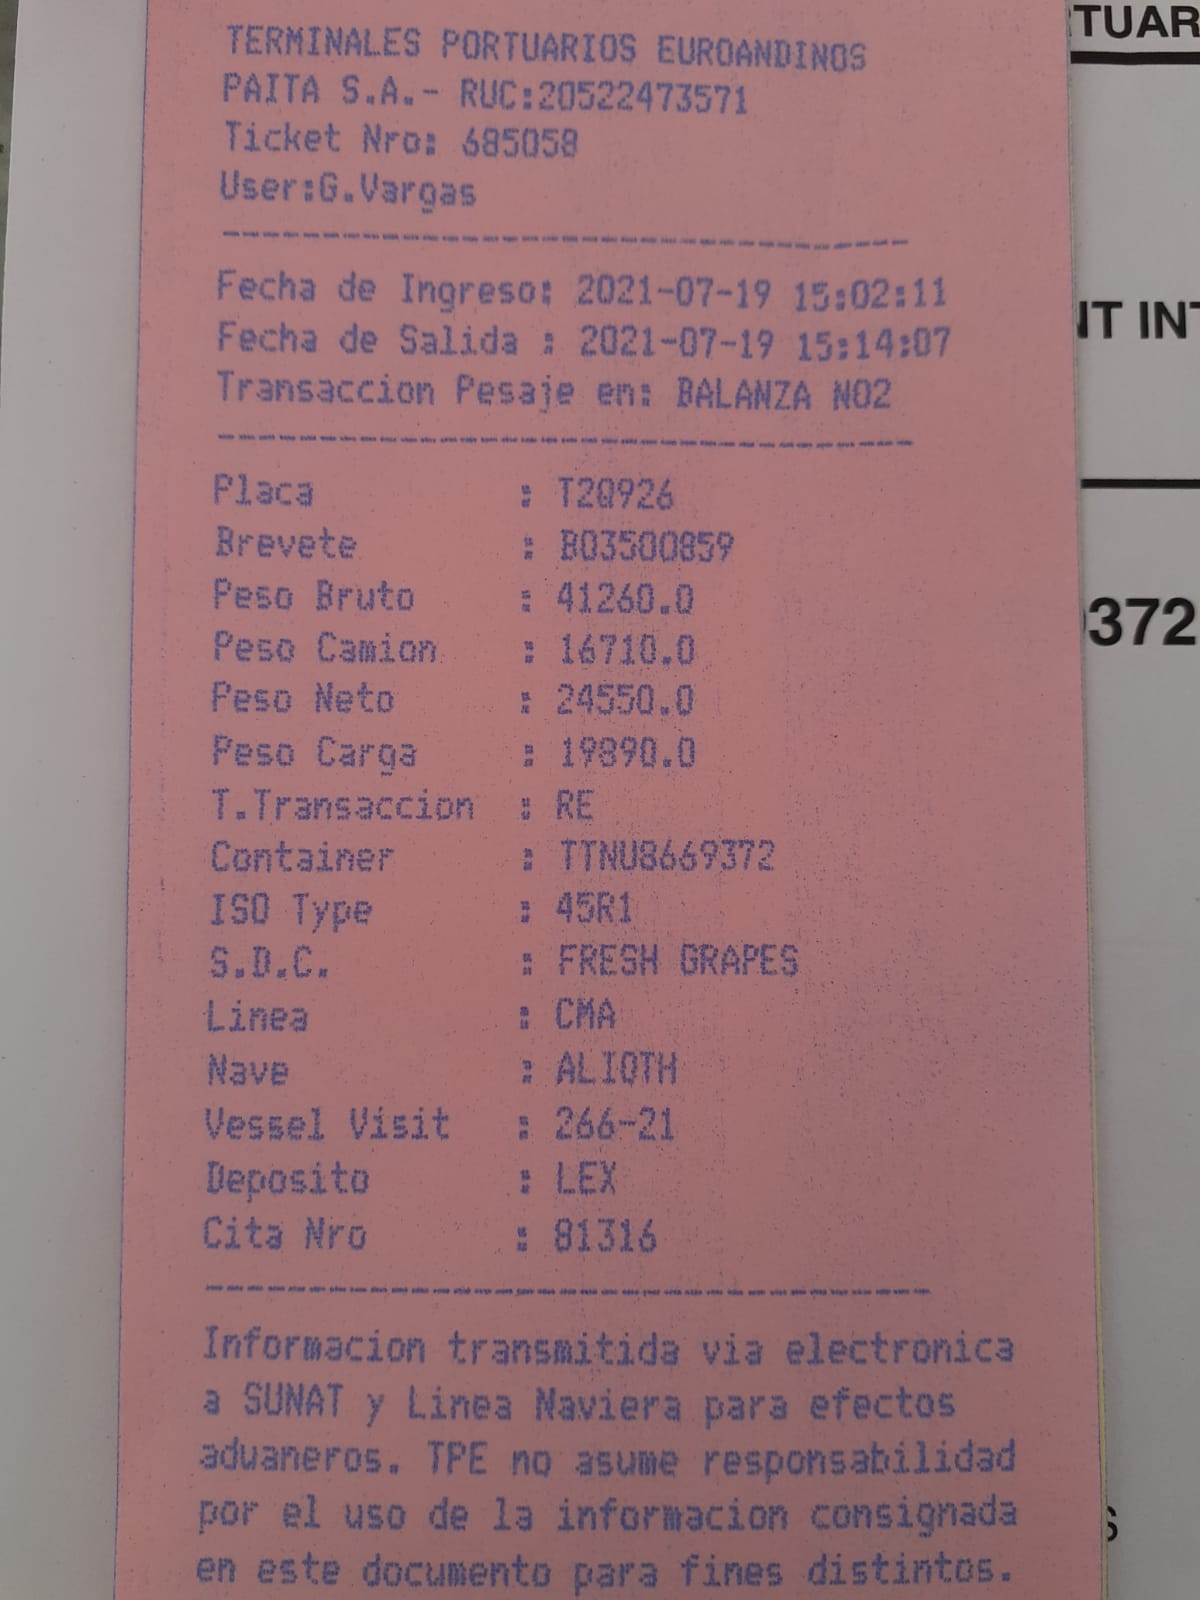 TERMINALES PORTUARIOS EUROANDINOS
PAITA S.A.- RUC:20522473571
Ticket Nro: 685058
User:G.Vargas
Fecha de Ingreso: 2021-07-19 15:02:11
Fecha de Salida : 2021-07-19 15:14:07
Transaccion Pesaje en: BALANZA NO2
Placa : T2Q926
Brevete : B03500859
Peso Bruto : 41260.0
Peso Camion : 16710.0
Peso Neto : 24550.0
Peso Carga : 19890.0
T.Transaccion : RE
Container : TTNU8669372
ISO Type : 45R1
S.D.C. : FRESH GRAPES
Linea : CMA
Nave : ALIOTH
Vessel Visit : 266-21
Deposito : LEX
Cita Nro : 81316
Informacion transmitida via electronica
a SUNAT y Linea Naviera para efectos
aduaneros. TPE no asume responsabilidad
por el uso de la informacion consignada
en este documento para fines distintos.
TUAR
NT INT
372
S